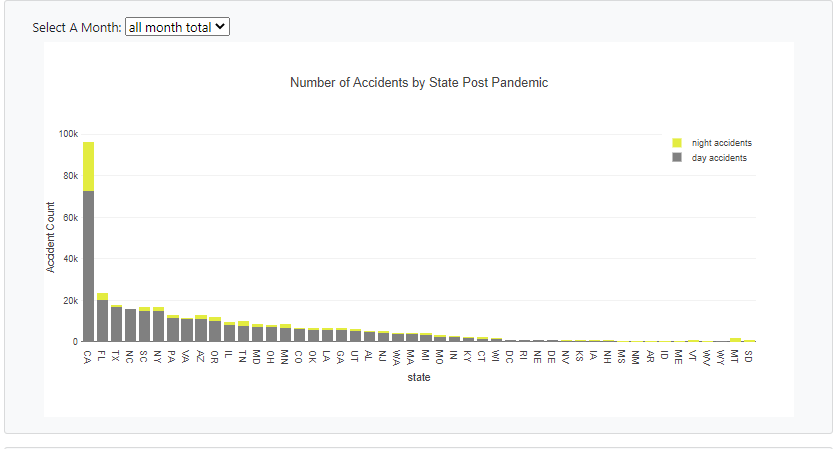 Select A Month: all month total
Number of Accidents by State Post Pandemic
night accidents
day accidents
100k
80k
60k
40k
20k
0
Accident Count
CA FL TX NC SC NY PA VA AZ OR IL TN MD OH MN CO OK LA GA UT AL NJ WA MA MI MO IN KY CT WI DC RI NE DE NV KS IA NH MS NM AR ID ME VT WV WY MT SD
state